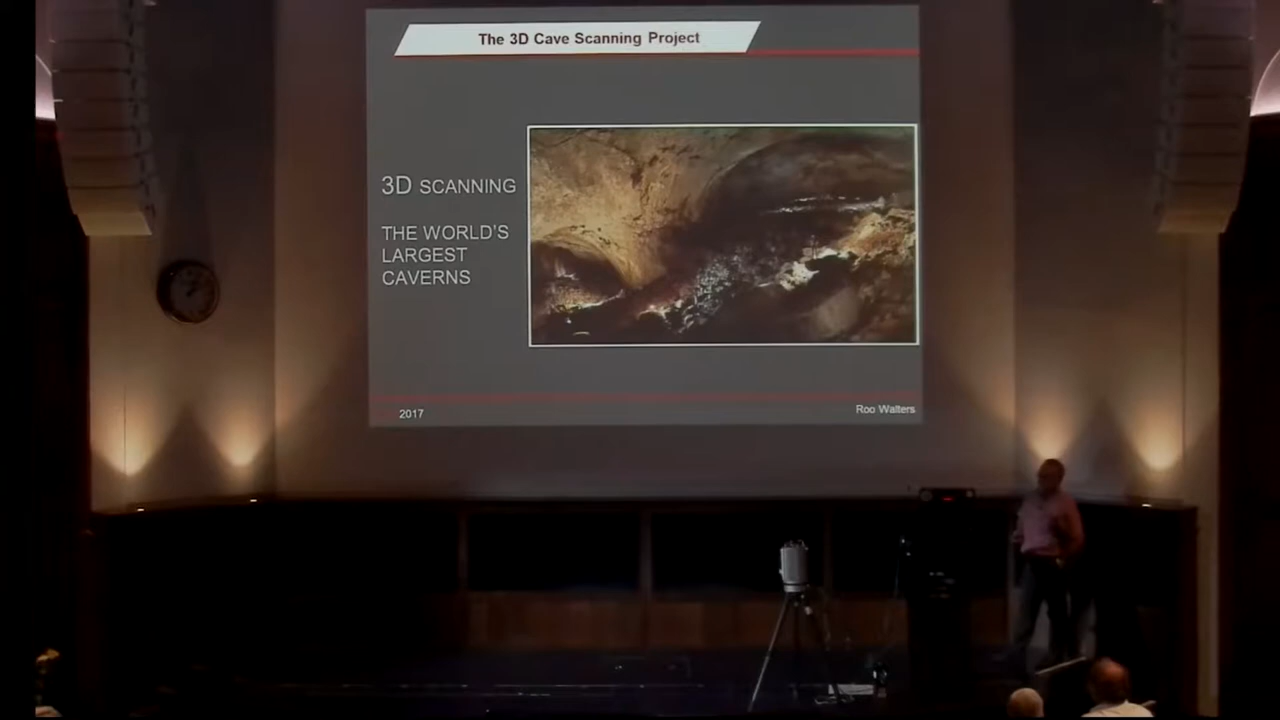 The 3D Cave Scanning Project
3D SCANNING
THE WORLD'S
LARGEST
CAVERNS
2017
Roo Walters